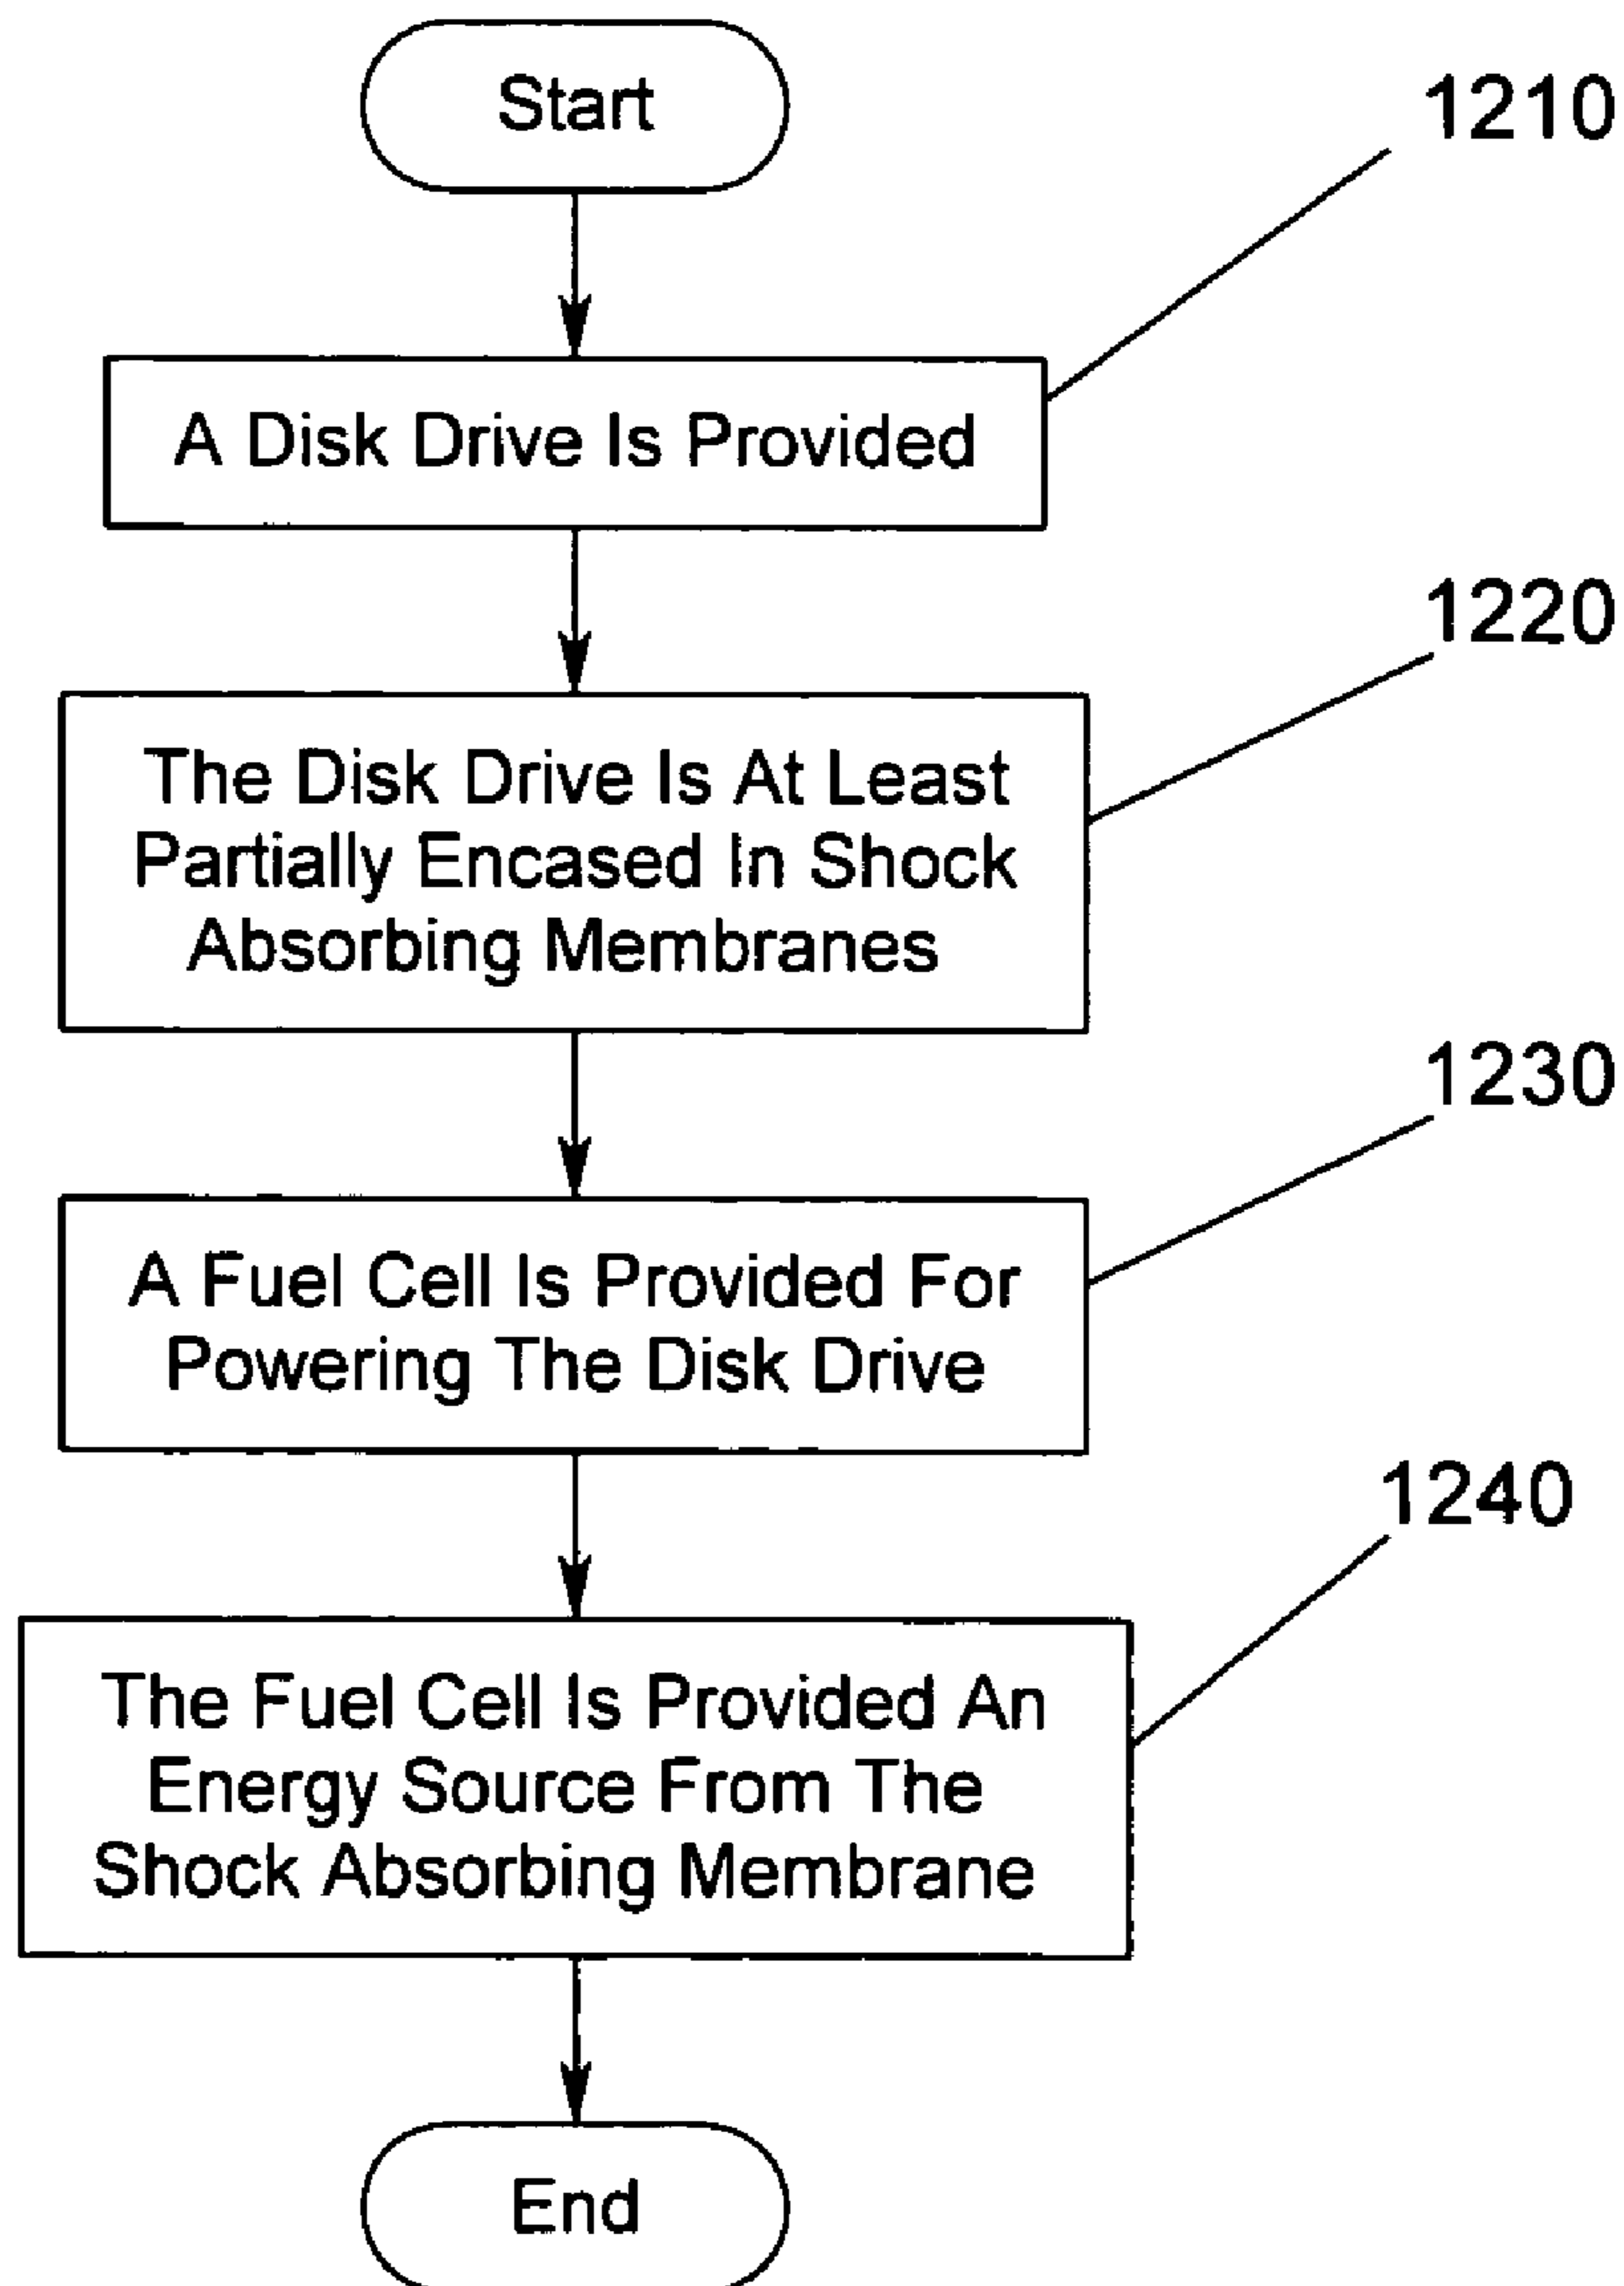 Start
1210
A Disk Drive Is Provided
1220
The Disk Drive Is At Least
Partially Encased In Shock
Absorbing Membranes
1230
A Fuel Cell Is Provided For
Powering The Disk Drive
1240
The Fuel Cell Is Provided An
Energy Source From The
Shock Absorbing Membrane
End